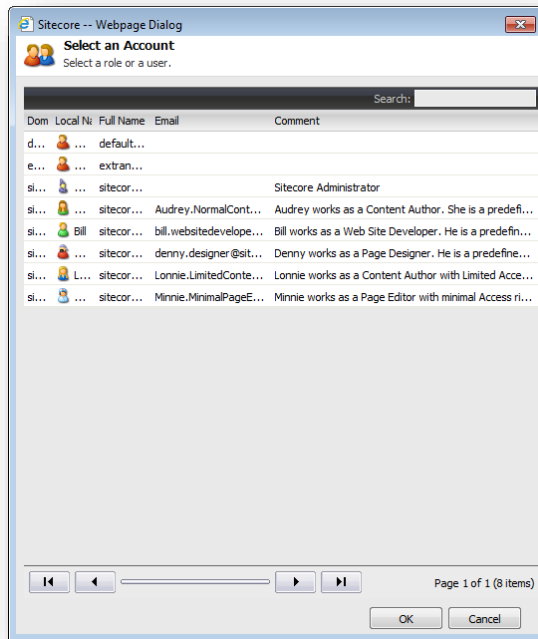 Sitecore -- Webpage Dialog
Select an Account
Select a role or a user.
Search:
Dom Local Na Full Name Email Comment
d... ... default...
e... ... extran...
si... ... sitecor... Sitecore Administrator
si... ... sitecor... Audrey.NormalCont... Audrey works as a Content Author. She is a predefi...
si... Bill sitecor... bill.websitedevelope... Bill works as a Web Site Developer. He is a predefin...
si... ... sitecor... denny.designer@sit... Denny works as a Page Designer. He is a predefine...
si... L... sitecor... Lonnie.LimitedConte... Lonnie works as a Content Author with Limited Acce...
si... ... sitecor... Minnie.MinimalPageE... Minnie works as a Page Editor with minimal Access ri...
Page 1 of 1 (8 items)
OK Cancel